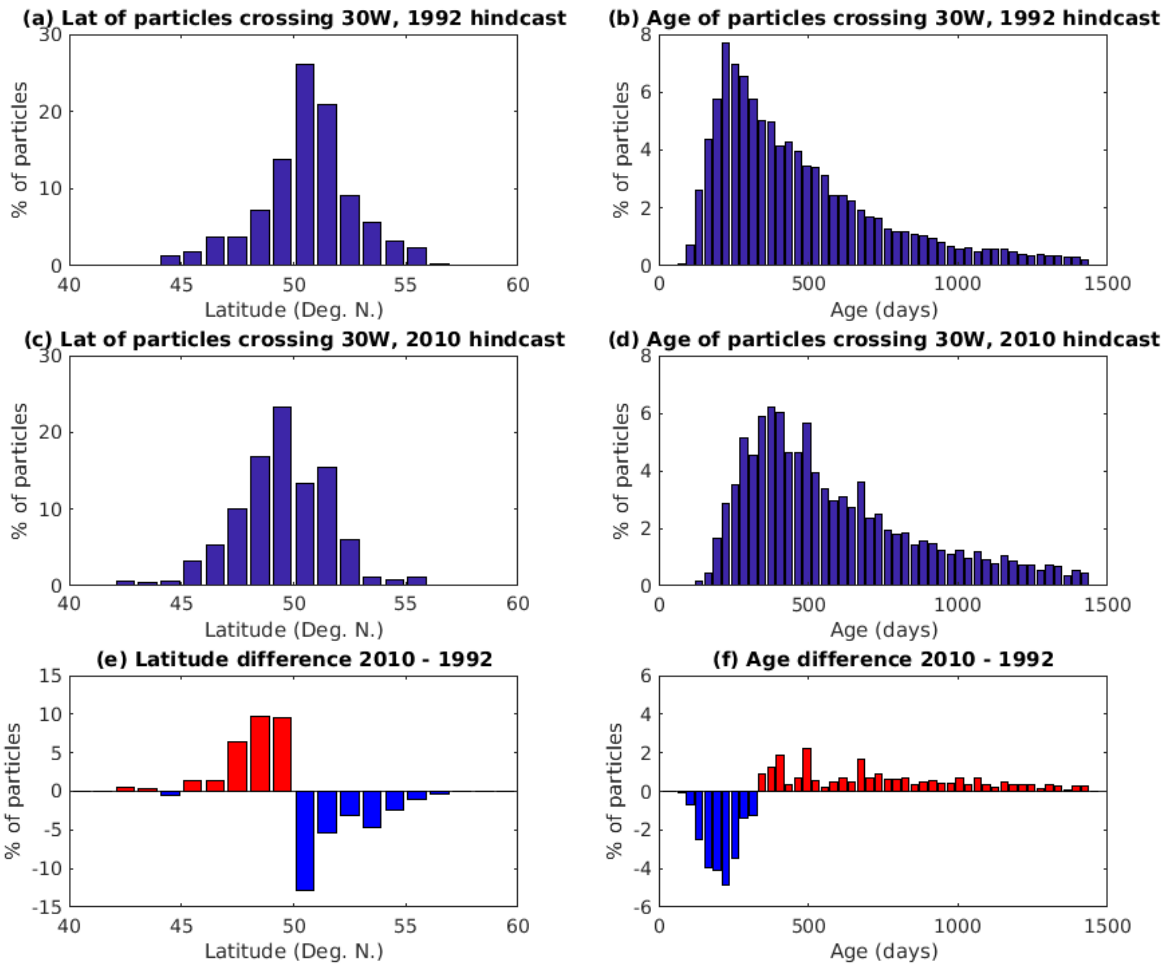 (a) Lat of particles crossing 30W, 1992 hindcast
30
20
10
0
% of particles
40 45 50 55 60
Latitude (Deg. N.)
(b) Age of particles crossing 30W, 1992 hindcast
8
6
4
2
0
% of particles
0 500 1000 1500
Age (days)
(c) Lat of particles crossing 30W, 2010 hindcast
30
20
10
0
% of particles
40 45 50 55 60
Latitude (Deg. N.)
(d) Age of particles crossing 30W, 2010 hindcast
8
6
4
2
0
% of particles
0 500 1000 1500
Age (days)
(e) Latitude difference 2010 - 1992
15
10
5
0
-5
-10
-15
% of particles
40 45 50 55 60
Latitude (Deg. N.)
(f) Age difference 2010 - 1992
6
4
2
0
-2
-4
-6
% of particles
0 500 1000 1500
Age (days)